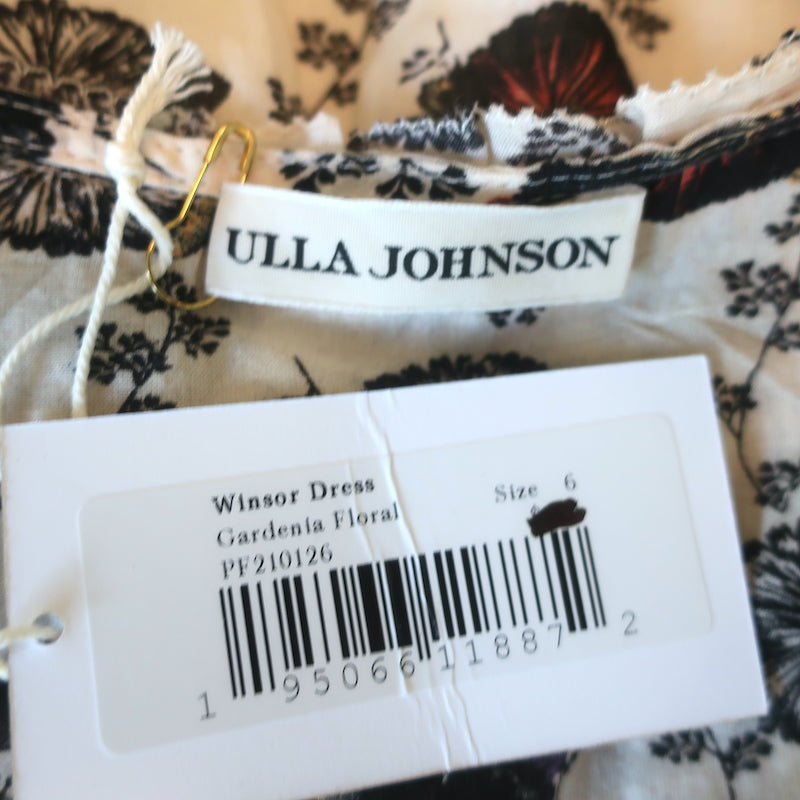 ULLA JOHNSON
Winsor Dress Size 6
Gardenia Floral
PF210126
1 95066 11887 2